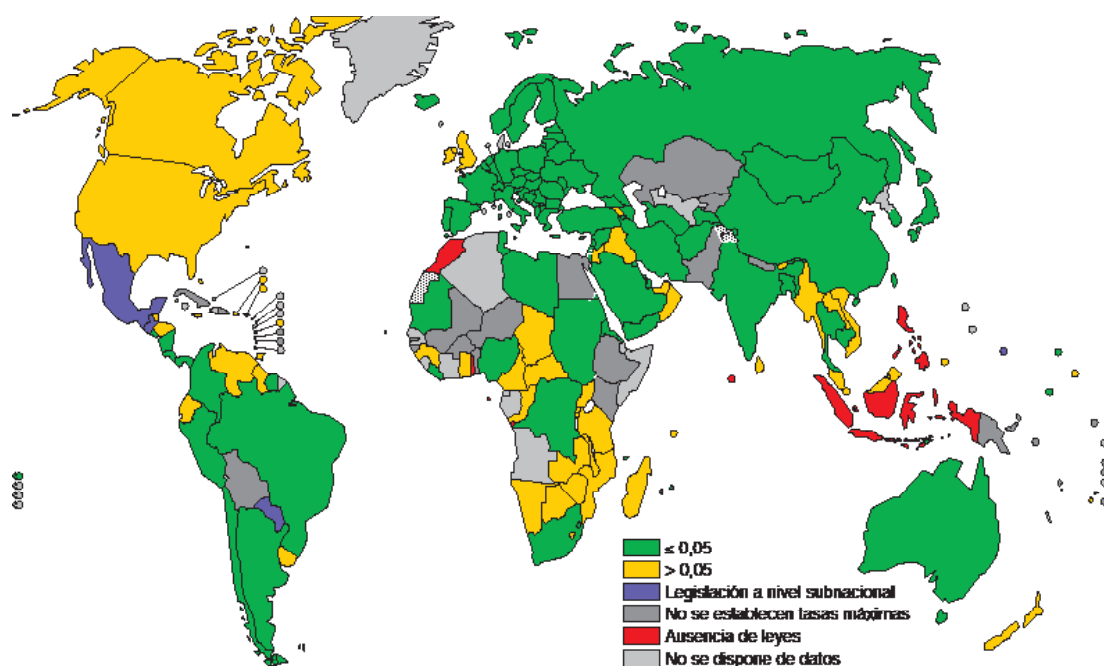 ≤ 0,05
> 0,05
Legislación a nivel subnacional
No se establecen tasas máximas
Ausencia de leyes
No se dispone de datos